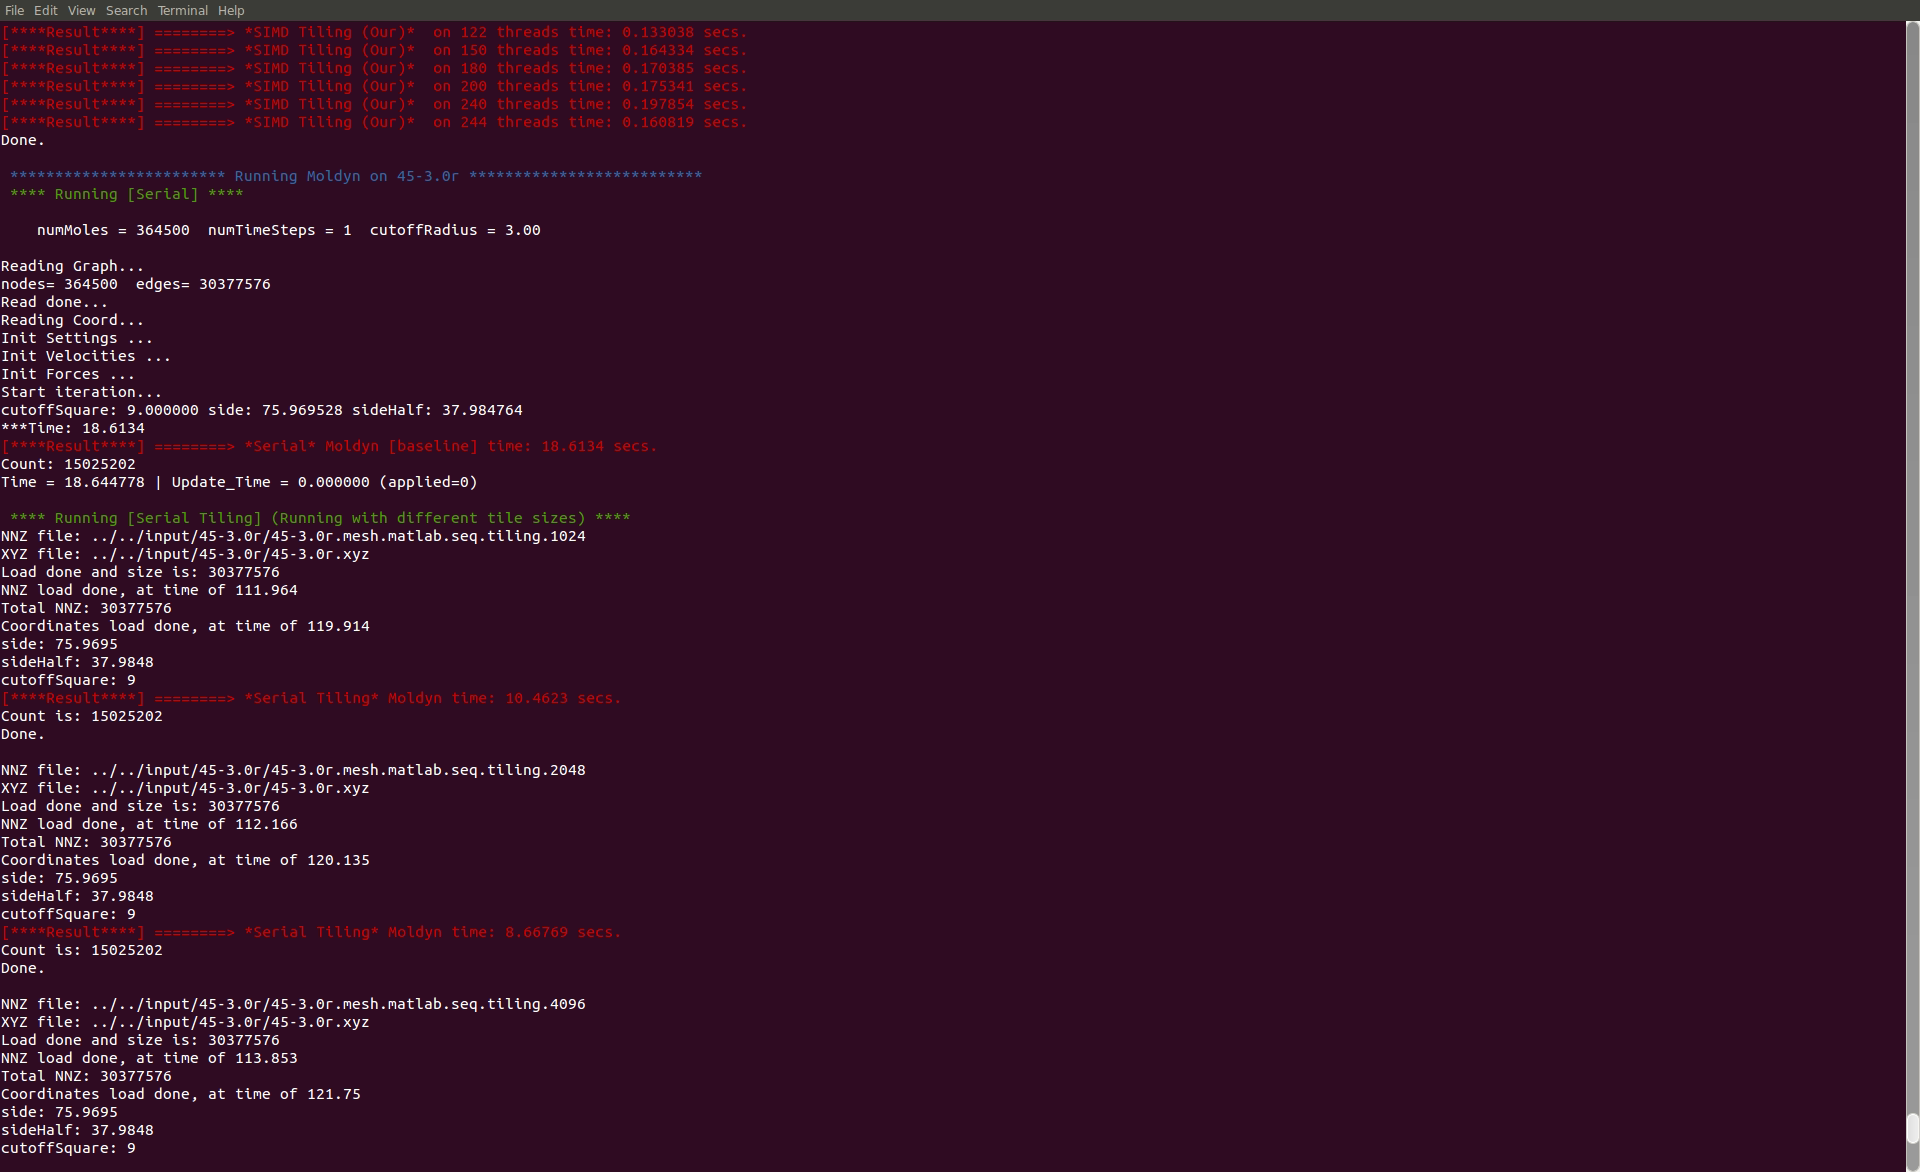 File Edit View Search Terminal Help
[****Result****] ========> *SIMD Tiling (Our)*  on 122 threads time: 0.133038 secs.
[****Result****] ========> *SIMD Tiling (Our)*  on 150 threads time: 0.164334 secs.
[****Result****] ========> *SIMD Tiling (Our)*  on 180 threads time: 0.170385 secs.
[****Result****] ========> *SIMD Tiling (Our)*  on 200 threads time: 0.175341 secs.
[****Result****] ========> *SIMD Tiling (Our)*  on 240 threads time: 0.197854 secs.
[****Result****] ========> *SIMD Tiling (Our)*  on 244 threads time: 0.160819 secs.
Done.
************************ Running Moldyn on 45-3.0r **************************
**** Running [Serial] ****
numMoles = 364500  numTimeSteps = 1  cutoffRadius = 3.00
Reading Graph...
nodes= 364500  edges= 30377576
Read done...
Reading Coord...
Init Settings ...
Init Velocities ...
Init Forces ...
Start iteration...
cutoffSquare: 9.000000 side: 75.969528 sideHalf: 37.984764
***Time: 18.6134
[****Result****] ========> *Serial* Moldyn [baseline] time: 18.6134 secs.
Count: 15025202
Time = 18.644778 | Update_Time = 0.000000 (applied=0)
**** Running [Serial Tiling] (Running with different tile sizes) ****
NNZ file: ../../input/45-3.0r/45-3.0r.mesh.matlab.seq.tiling.1024
XYZ file: ../../input/45-3.0r/45-3.0r.xyz
Load done and size is: 30377576
NNZ load done, at time of 111.964
Total NNZ: 30377576
Coordinates load done, at time of 119.914
side: 75.9695
sideHalf: 37.9848
cutoffSquare: 9
[****Result****] ========> *Serial Tiling* Moldyn time: 10.4623 secs.
Count is: 15025202
Done.
NNZ file: ../../input/45-3.0r/45-3.0r.mesh.matlab.seq.tiling.2048
XYZ file: ../../input/45-3.0r/45-3.0r.xyz
Load done and size is: 30377576
NNZ load done, at time of 112.166
Total NNZ: 30377576
Coordinates load done, at time of 120.135
side: 75.9695
sideHalf: 37.9848
cutoffSquare: 9
[****Result****] ========> *Serial Tiling* Moldyn time: 8.66769 secs.
Count is: 15025202
Done.
NNZ file: ../../input/45-3.0r/45-3.0r.mesh.matlab.seq.tiling.4096
XYZ file: ../../input/45-3.0r/45-3.0r.xyz
Load done and size is: 30377576
NNZ load done, at time of 113.853
Total NNZ: 30377576
Coordinates load done, at time of 121.75
side: 75.9695
sideHalf: 37.9848
cutoffSquare: 9